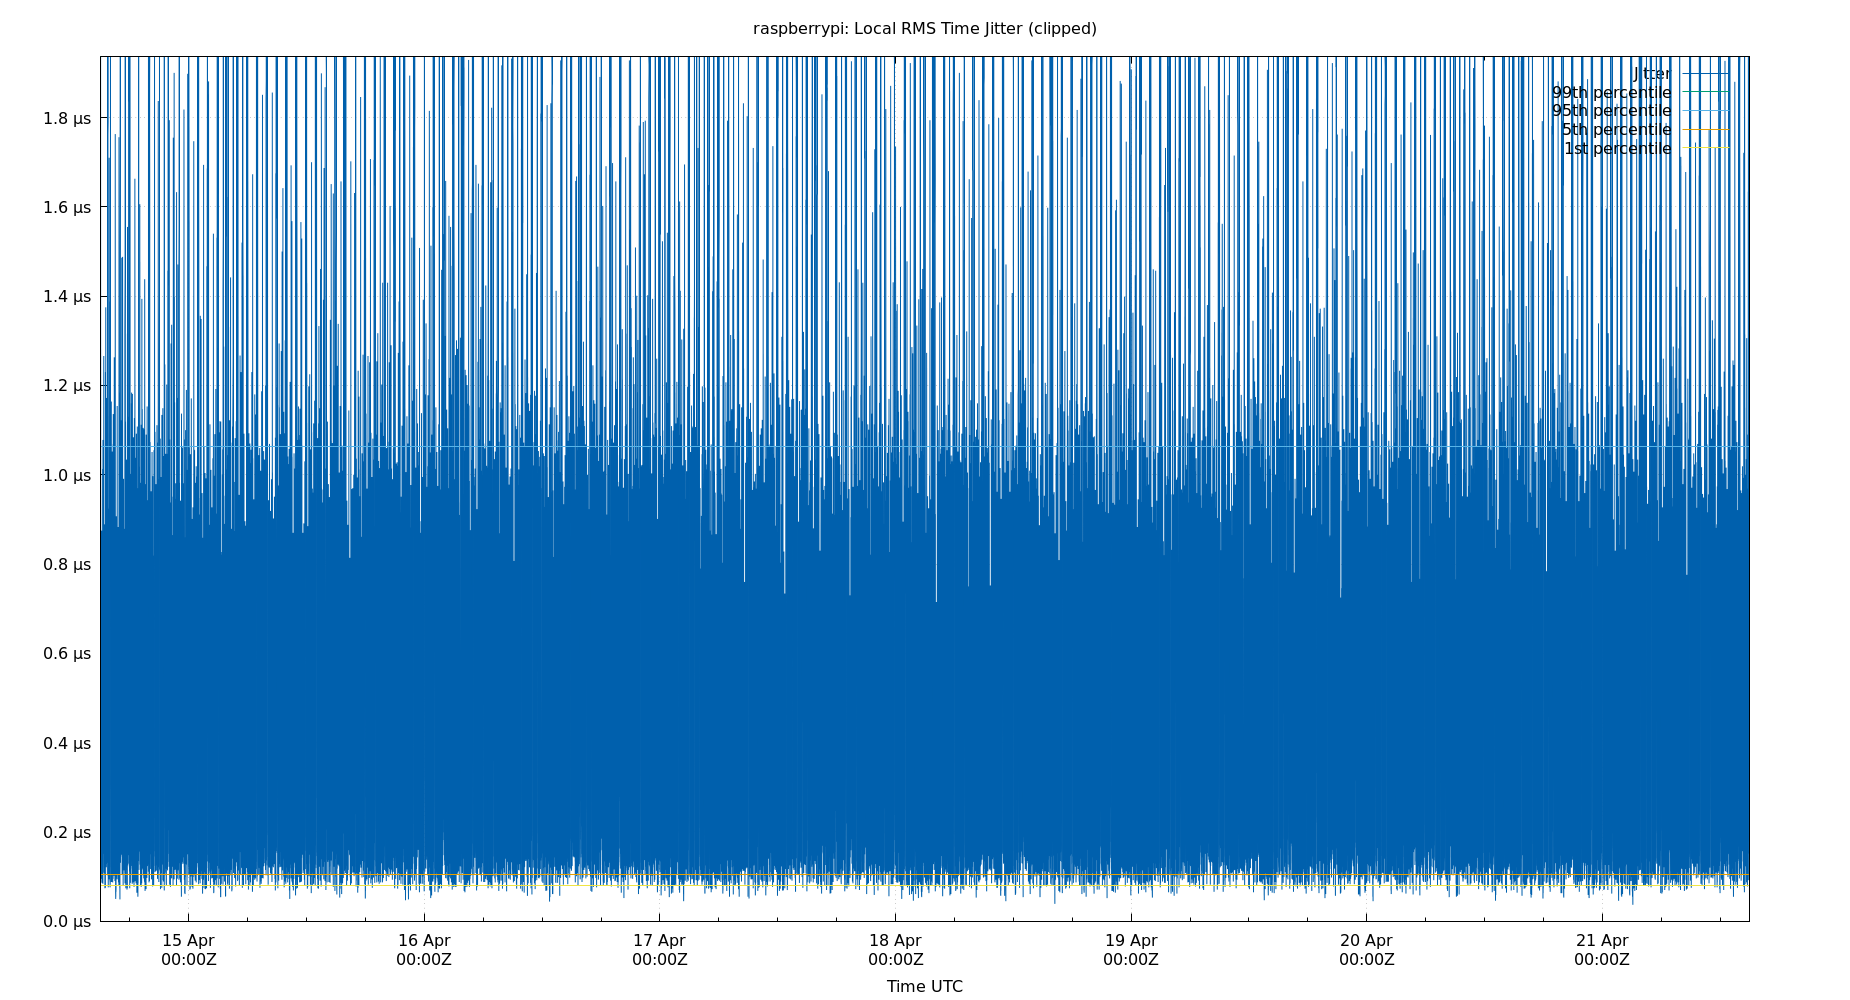 raspberrypi: Local RMS Time Jitter (clipped)
Jitter
99th percentile
95th percentile
5th percentile
1st percentile
1.8 µs
1.6 µs
1.4 µs
1.2 µs
1.0 µs
0.8 µs
0.6 µs
0.4 µs
0.2 µs
0.0 µs
15 Apr 16 Apr 17 Apr 18 Apr 19 Apr 20 Apr 21 Apr
00:00Z 00:00Z 00:00Z 00:00Z 00:00Z 00:00Z 00:00Z
Time UTC